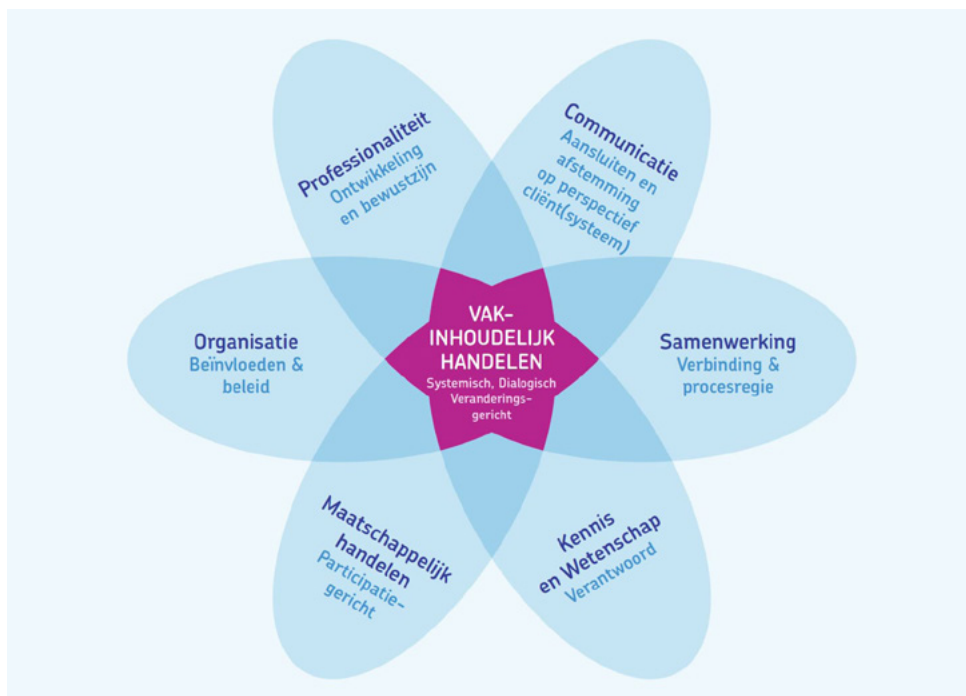 Professionaliteit
Ontwikkeling
en bewustzijn
Communicatie
Aansluiten en
afstemming
op perspectief
cliënt(systeem)
Organisatie
Beïnvloeden &
beleid
VAK-
INHOUDELIJK
HANDELEN
Systemisch, Dialogisch
Veranderings-
gericht
Samenwerking
Verbinding &
procesregie
Maatschappelijk
handelen
Participatie-
gericht
Kennis
en Wetenschap
Verantwoord